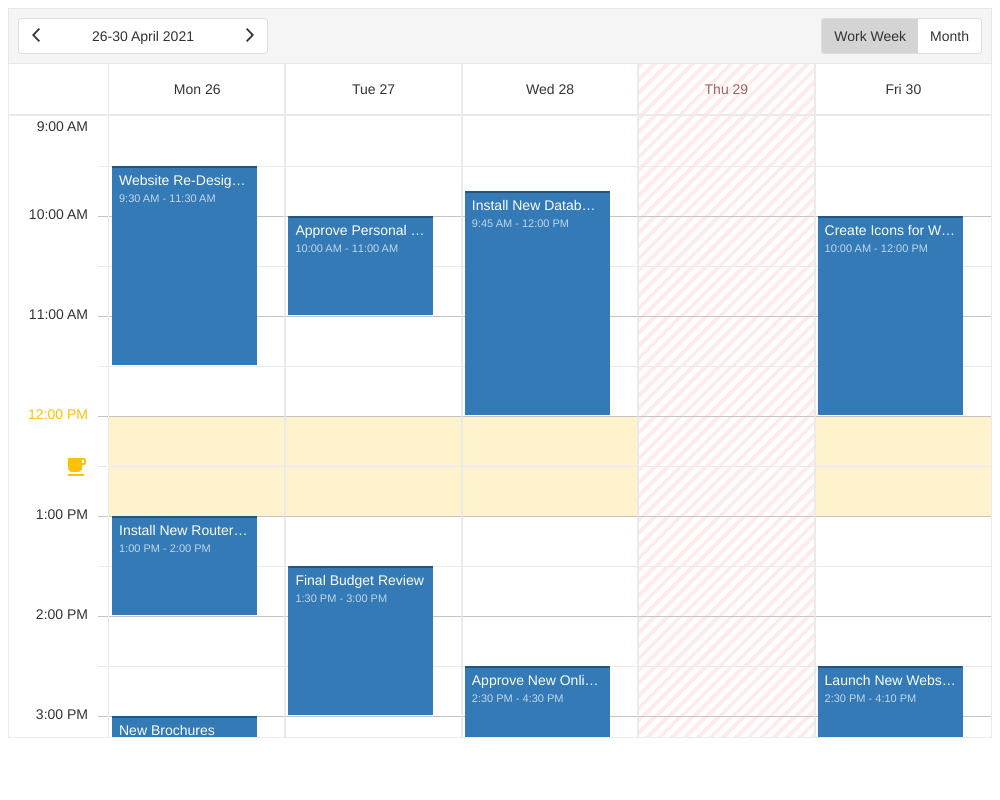 26-30 April 2021
Work Week
Month
Mon 26
Tue 27
Wed 28
Thu 29
Fri 30
9:00 AM
10:00 AM
11:00 AM
12:00 PM
1:00 PM
2:00 PM
3:00 PM
Website Re-Desig…
9:30 AM - 11:30 AM
Install New Router…
1:00 PM - 2:00 PM
New Brochures
Approve Personal …
10:00 AM - 11:00 AM
Final Budget Review
1:30 PM - 3:00 PM
Install New Datab…
9:45 AM - 12:00 PM
Approve New Onli…
2:30 PM - 4:30 PM
Create Icons for W…
10:00 AM - 12:00 PM
Launch New Webs…
2:30 PM - 4:10 PM